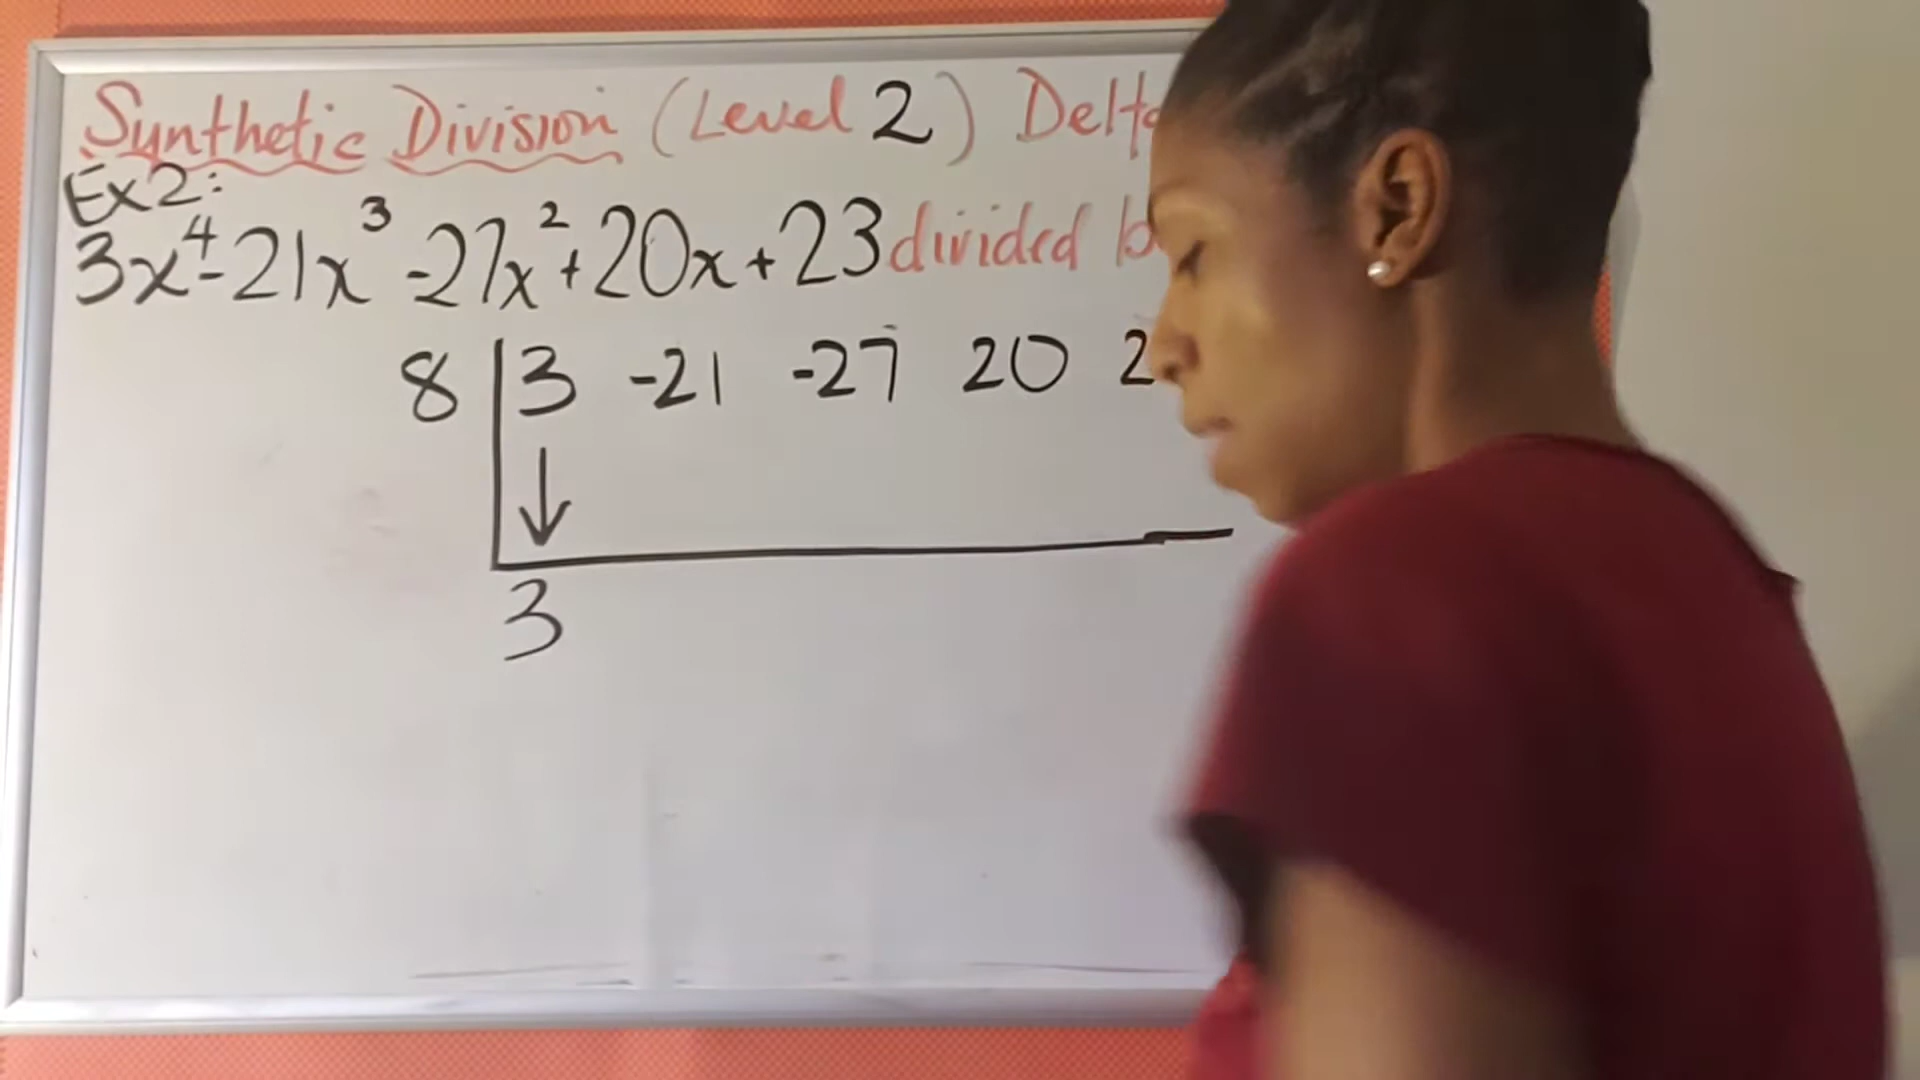 Synthetic Division (Level 2)
Ex2:
3x⁴-21x³-27x²+20x+23 divided
8 3 -21 -27 20
3